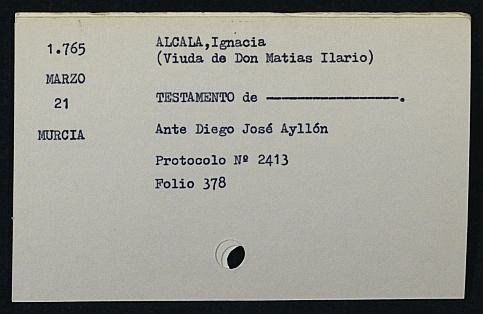 1.765
MARZO
21
MURCIA
ALCALA,Ignacia
(Viuda de Don Matias Ilario)
TESTAMENTO de ————————.
Ante Diego José Ayllón
Protocolo Nº 2413
Folio 378